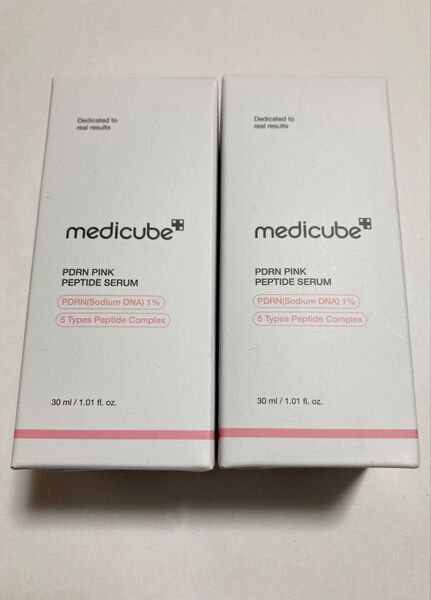 Dedicated to
real results
medicube
PDRN PINK
PEPTIDE SERUM
PDRN(Sodium DNA) 1%
5 Types Peptide Complex
30 ml / 1.01 fl. oz.
Dedicated to
real results
medicube
PDRN PINK
PEPTIDE SERUM
PDRN(Sodium DNA) 1%
5 Types Peptide Complex
30 ml / 1.01 fl. oz.